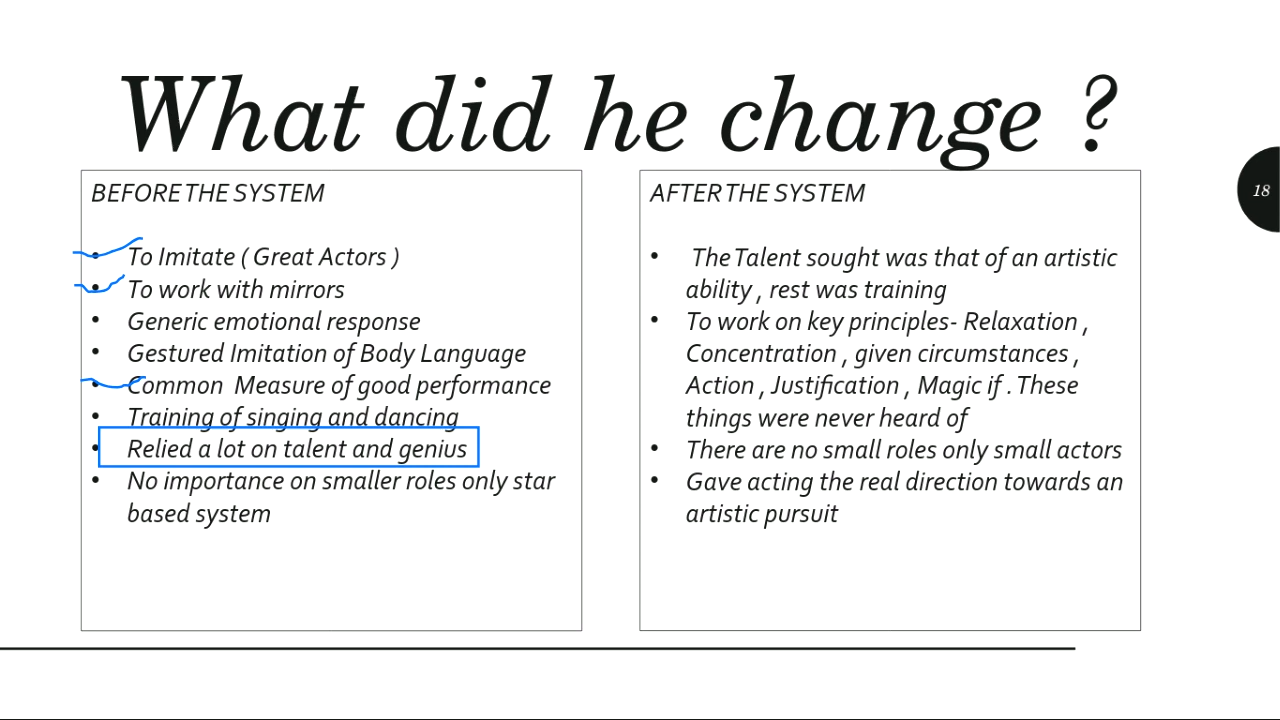 What did he change ?
BEFORE THE SYSTEM
• To Imitate ( Great Actors )
• To work with mirrors
• Generic emotional response
• Gestured Imitation of Body Language
• Common Measure of good performance
• Training of singing and dancing
• Relied a lot on talent and genius
• No importance on smaller roles only star
based system
AFTER THE SYSTEM
• The Talent sought was that of an artistic
ability , rest was training
• To work on key principles- Relaxation ,
Concentration , given circumstances ,
Action , Justification , Magic if . These
things were never heard of
• There are no small roles only small actors
• Gave acting the real direction towards an
artistic pursuit
18